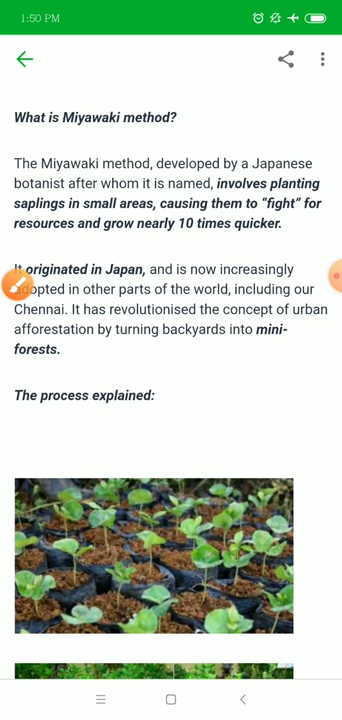 1:50 PM
What is Miyawaki method?
The Miyawaki method, developed by a Japanese
botanist after whom it is named, involves planting
saplings in small areas, causing them to “fight” for
resources and grow nearly 10 times quicker.
It originated in Japan, and is now increasingly
adopted in other parts of the world, including our
Chennai. It has revolutionised the concept of urban
afforestation by turning backyards into mini-
forests.
The process explained: